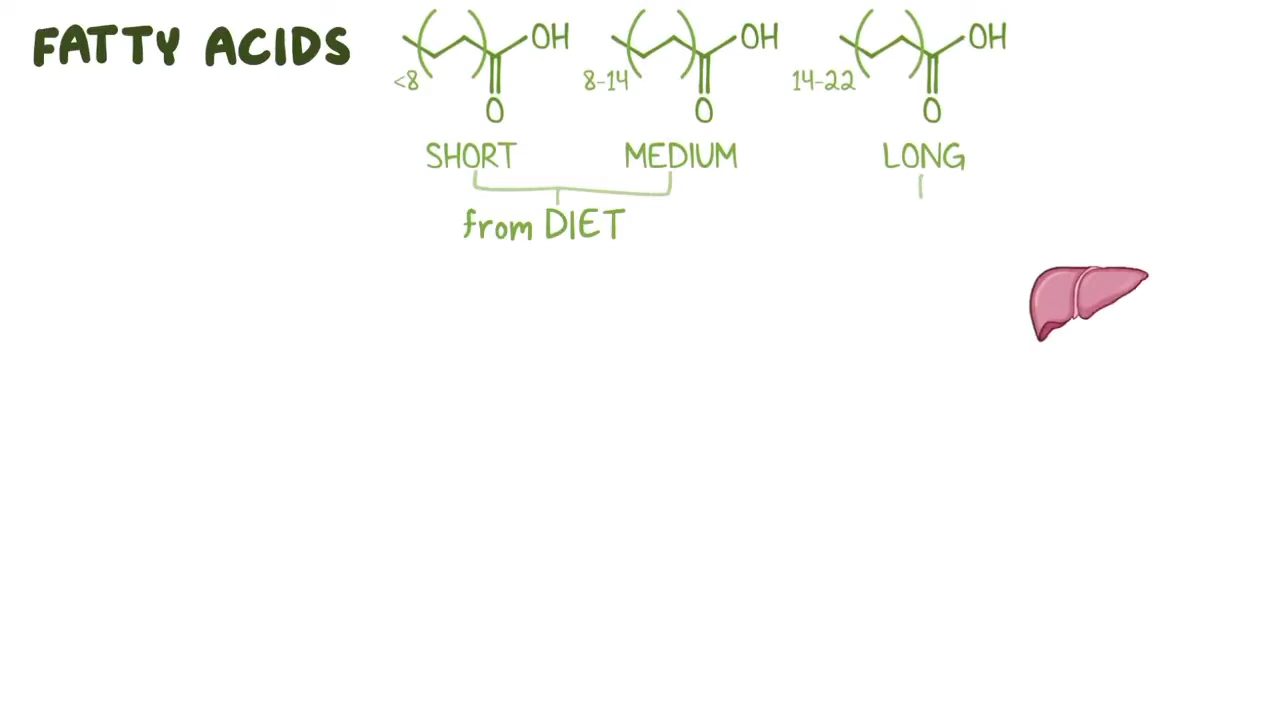 FATTY ACIDS
OH OH OH
<8 8-14 14-22
O O O
SHORT MEDIUM LONG
from DIET